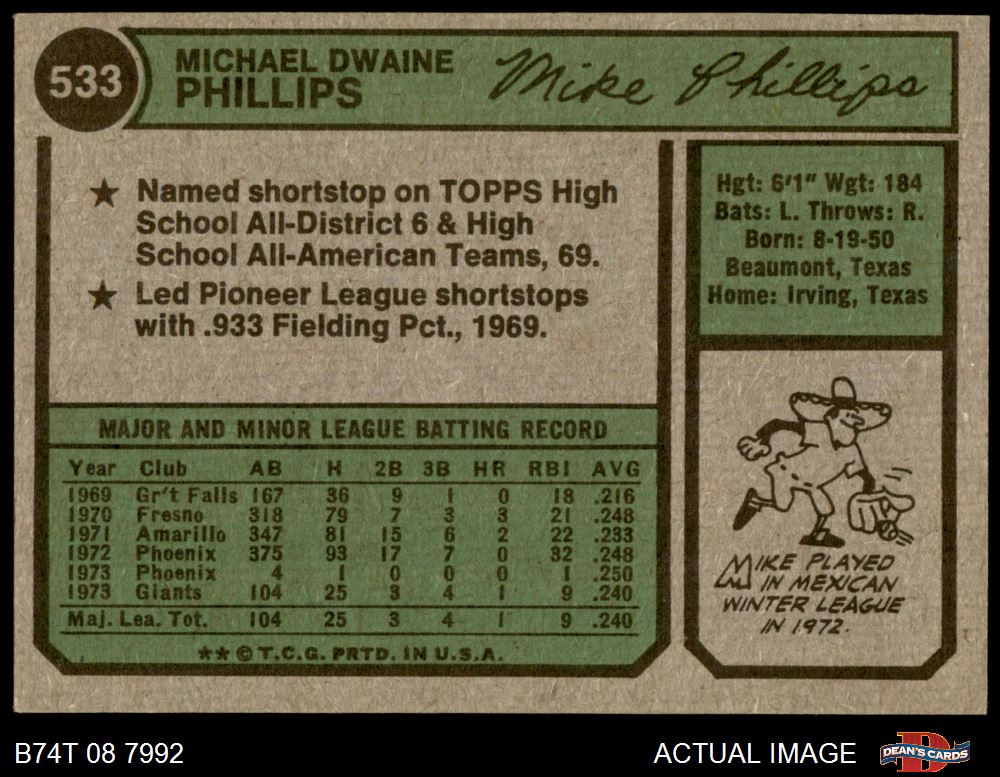 533
MICHAEL DWAINE
PHILLIPS
Mike Phillips
★ Named shortstop on TOPPS High
School All-District 6 & High
School All-American Teams, 69.
★ Led Pioneer League shortstops
with .933 Fielding Pct., 1969.
Hgt: 6'1" Wgt: 184
Bats: L. Throws: R.
Born: 8-19-50
Beaumont, Texas
Home: Irving, Texas
MAJOR AND MINOR LEAGUE BATTING RECORD
Year Club AB H 2B 3B HR RBI AVG
1969 Gr't Falls 167 36 9 1 0 18 .216
1970 Fresno 318 79 7 3 3 21 .248
1971 Amarillo 347 81 15 6 2 22 .233
1972 Phoenix 375 93 17 7 0 32 .248
1973 Phoenix 4 1 0 0 0 1 .250
1973 Giants 104 25 3 4 1 9 .240
Maj. Lea. Tot. 104 25 3 4 1 9 .240
★★ © T.C.G. PRTD. IN U.S.A.
MIKE PLAYED
IN MEXICAN
WINTER LEAGUE
IN 1972.
B74T 08 7992
ACTUAL IMAGE
DEAN'S CARDS